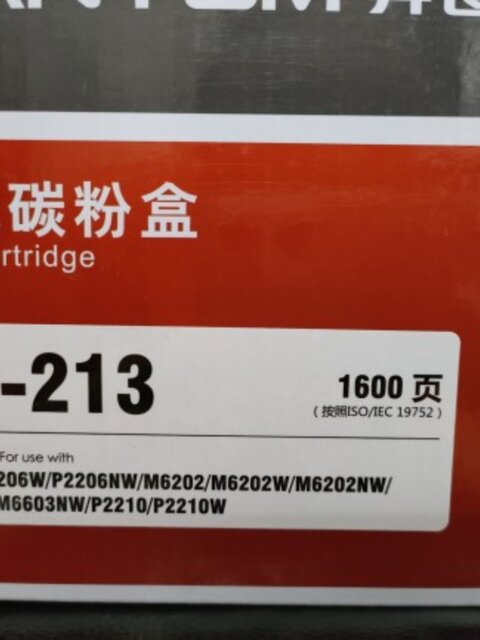 碳粉盒
rtridge
-213
1600 页
(按照ISO/IEC 19752)
For use with
206W/P2206NW/M6202/M6202W/M6202NW/
M6603NW/P2210/P2210W